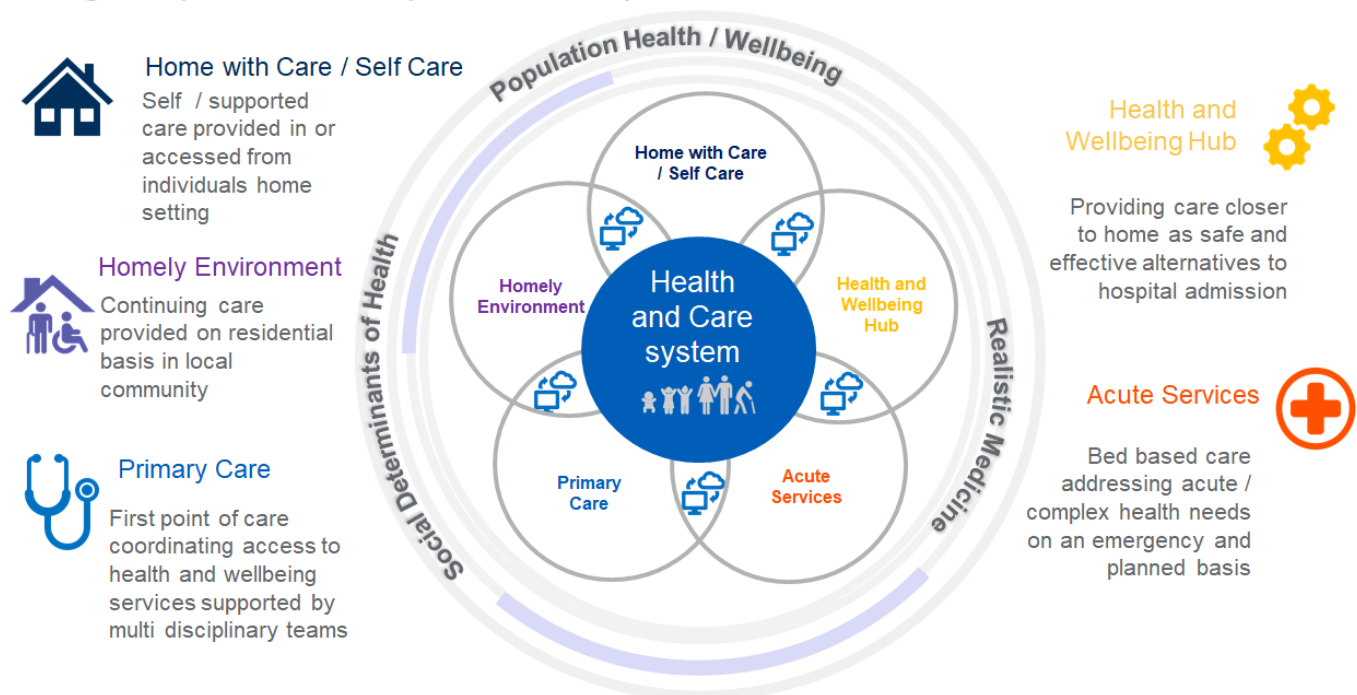 Home with Care / Self Care
Self / supported
care provided in or
accessed from
individuals home
setting
Homely Environment
Continuing care
provided on residential
basis in local
community
Primary Care
First point of care
coordinating access to
health and wellbeing
services supported by
multi disciplinary teams
Population Health / Wellbeing
Social Determinants of Health
Realistic Medicine
Home with Care
/ Self Care
Homely
Environment
Health and
Wellbeing
Hub
Health
and Care
system
Primary
Care
Acute
Services
Health and
Wellbeing Hub
Providing care closer
to home as safe and
effective alternatives to
hospital admission
Acute Services
Bed based care
addressing acute /
complex health needs
on an emergency and
planned basis